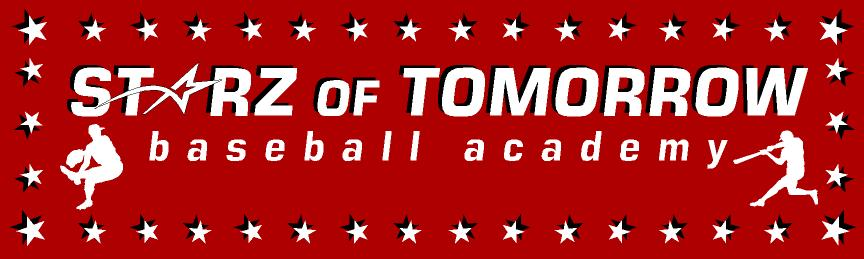 STARZ OF TOMORROW
baseball academy